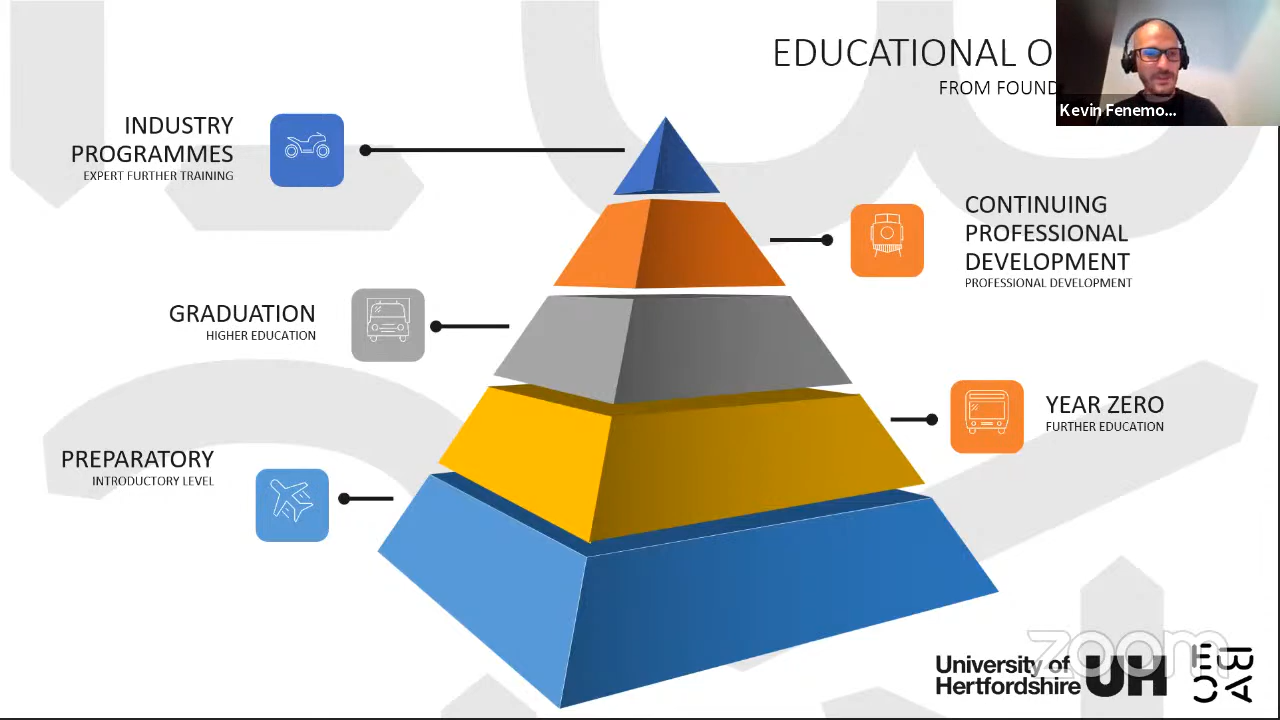 EDUCATIONAL O
FROM FOUND
Kevin Fenemo...
INDUSTRY
PROGRAMMES
EXPERT FURTHER TRAINING
CONTINUING
PROFESSIONAL
DEVELOPMENT
PROFESSIONAL DEVELOPMENT
GRADUATION
HIGHER EDUCATION
YEAR ZERO
FURTHER EDUCATION
PREPARATORY
INTRODUCTORY LEVEL
zoom
University of
Hertfordshire
UH